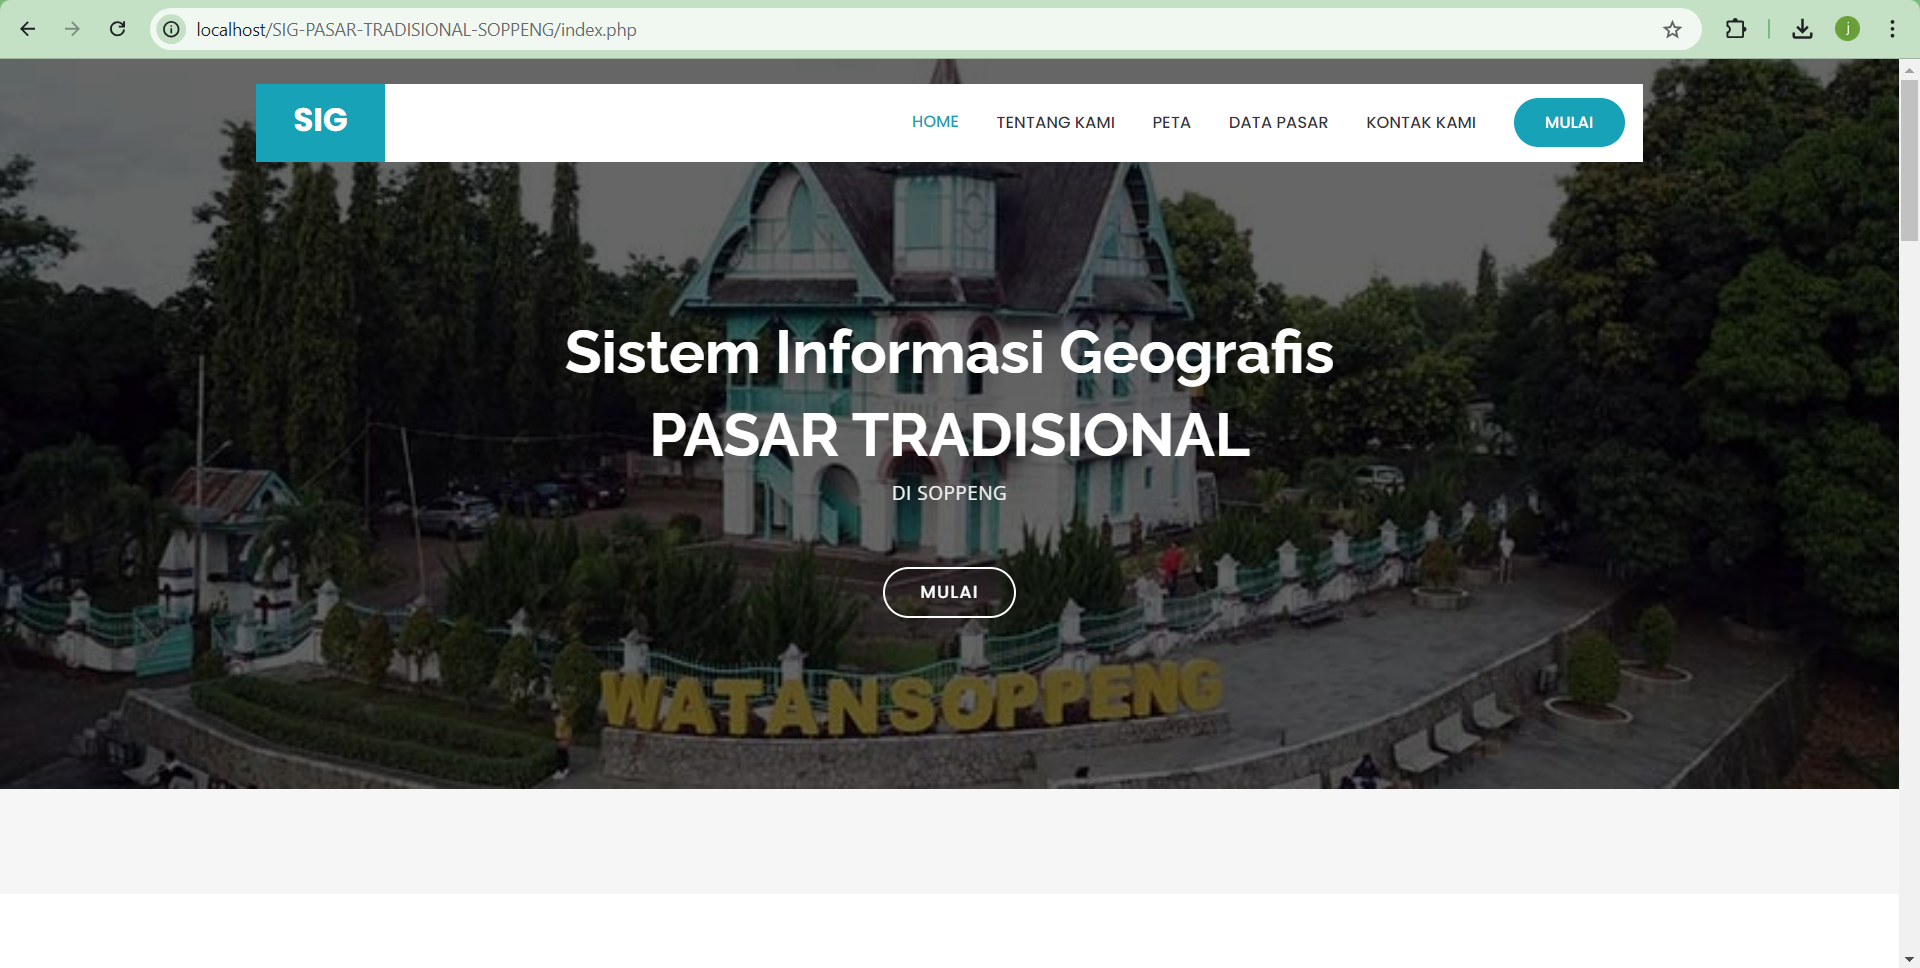 localhost/SIG-PASAR-TRADISIONAL-SOPPENG/index.php
j
SIG
HOME TENTANG KAMI PETA DATA PASAR KONTAK KAMI MULAI
Sistem Informasi Geografis
PASAR TRADISIONAL
DI SOPPENG
MULAI
WATANSOPPENG